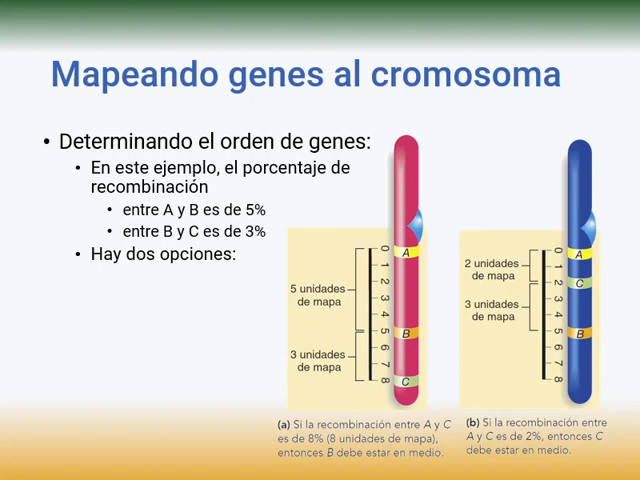 Mapeando genes al cromosoma
• Determinando el orden de genes:
• En este ejemplo, el porcentaje de
recombinación
• entre A y B es de 5%
• entre B y C es de 3%
• Hay dos opciones:
5 unidades
de mapa
3 unidades
de mapa
0
1
2
3
4
5
6
7
8
A
B
C
(a) Si la recombinación entre A y C
es de 8% (8 unidades de mapa),
entonces B debe estar en medio.
2 unidades
de mapa
3 unidades
de mapa
0
1
2
3
4
5
6
7
8
A
C
B
(b) Si la recombinación entre
A y C es de 2%, entonces C
debe estar en medio.